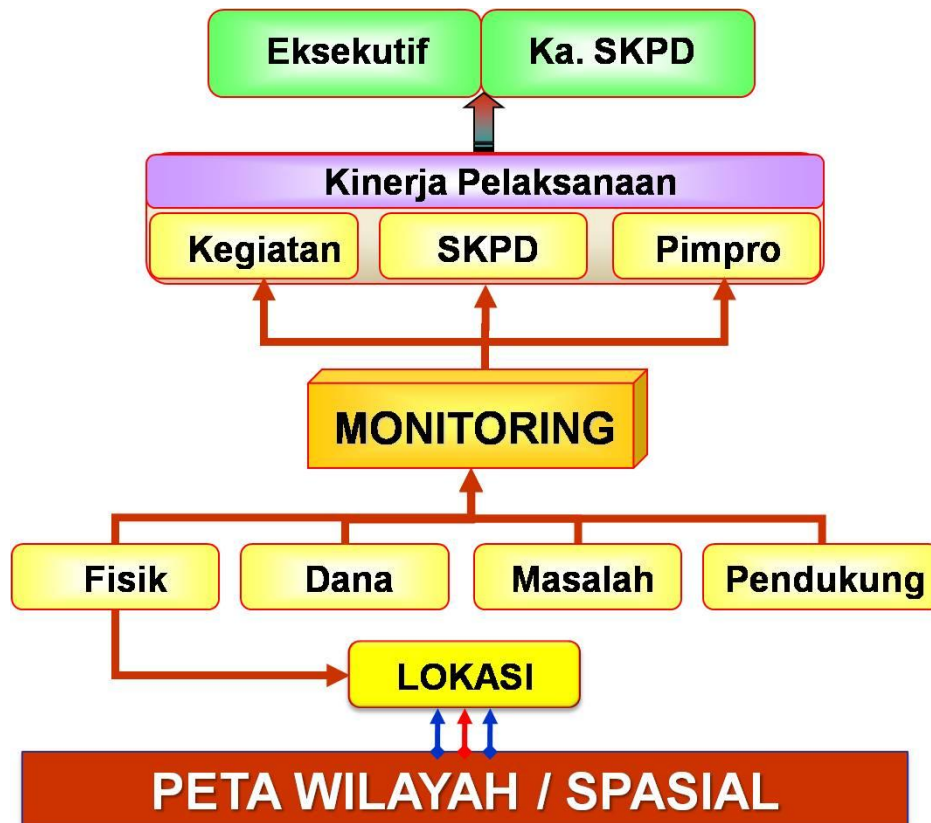 Eksekutif
Ka. SKPD
Kinerja Pelaksanaan
Kegiatan
SKPD
Pimpro
MONITORING
Fisik
Dana
Masalah
Pendukung
LOKASI
PETA WILAYAH / SPASIAL